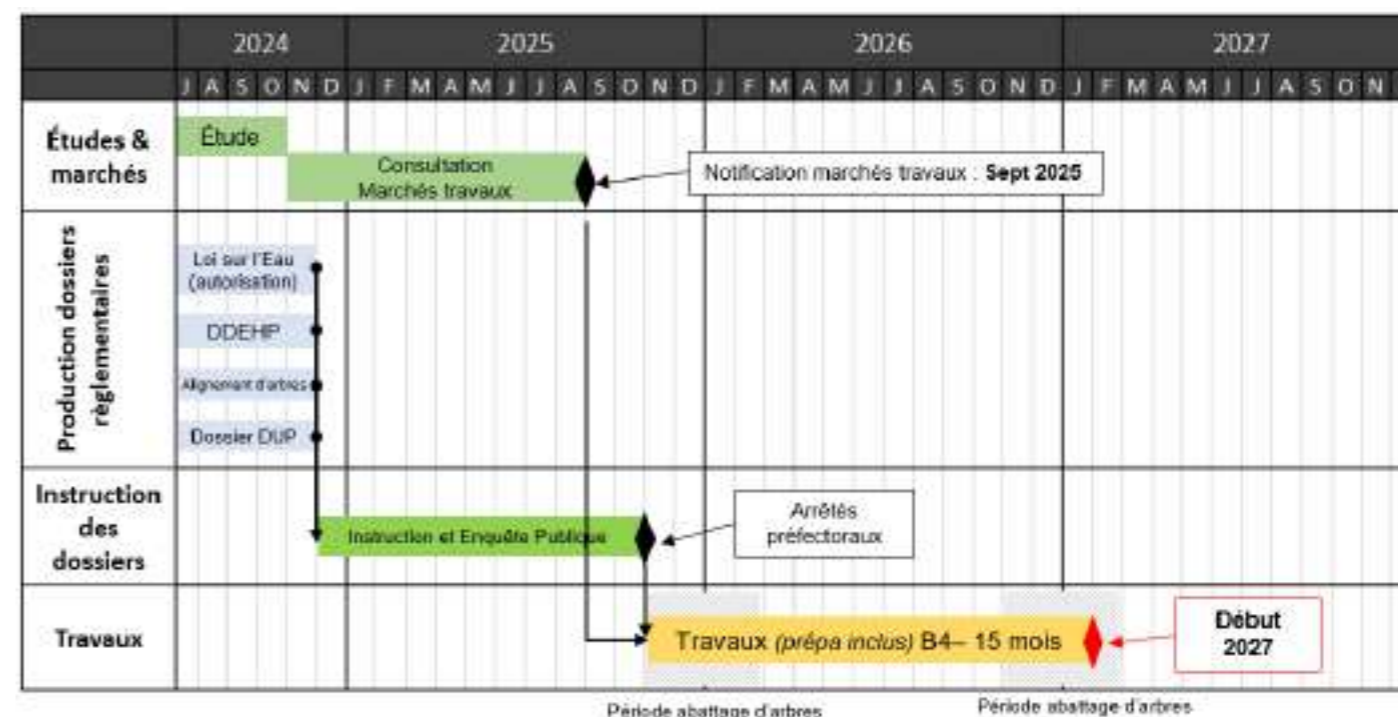 2024 2025 2026 2027
J A S O N D J F M A M J J A S O N D J F M A M J J A S O N D J F M A M J J A S O N
Études &
marchés
Étude
Consultation
Marchés travaux
Notification marchés travaux : Sept 2025
Production dossiers
règlementaires
Loi sur l'Eau
(autorisation)
DDEHP
Alignement d'arbres
Dossier DUP
Instruction
des
dossiers
Instruction et Enquête Publique
Arrêtés
préfectoraux
Travaux
Travaux (prépa inclus) B4– 15 mois
Début
2027
Période abattage d'arbres
Période abattage d'arbres